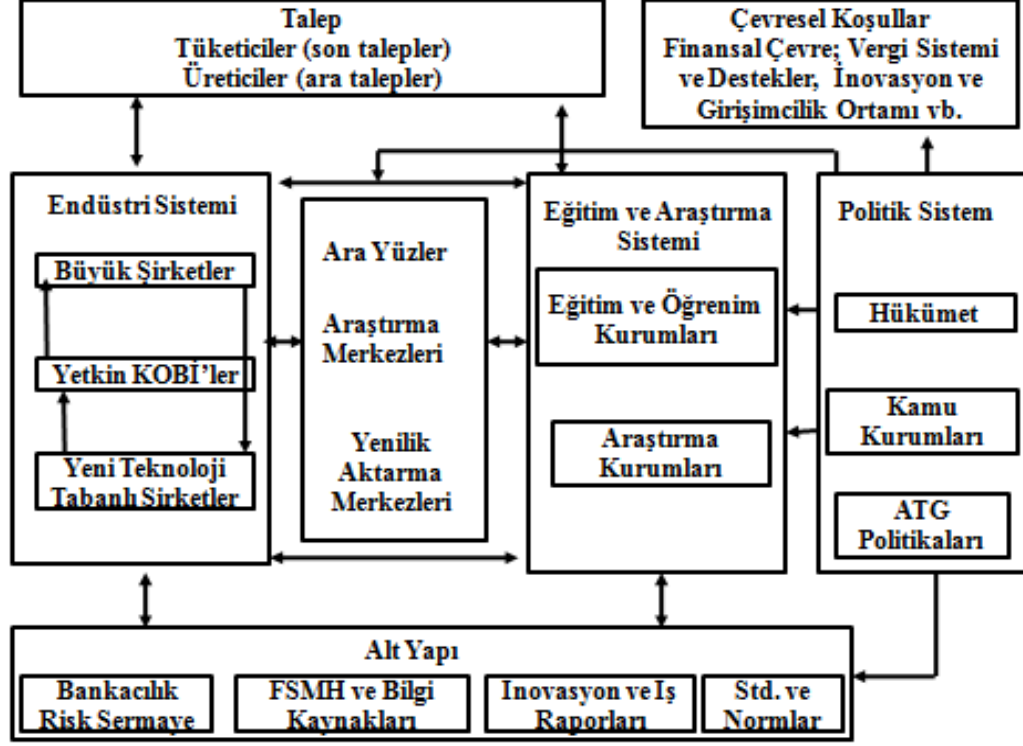 Talep
Tüketiciler (son talepler)
Üreticiler (ara talepler)
Çevresel Koşullar
Finansal Çevre; Vergi Sistemi
ve Destekler, İnovasyon ve
Girişimcilik Ortamı vb.
Endüstri Sistemi
Büyük Şirketler
Yetkin KOBİ'ler
Yeni Teknoloji
Tabanlı Şirketler
Ara Yüzler
Araştırma
Merkezleri
Yenilik
Aktarma
Merkezleri
Eğitim ve Araştırma
Sistemi
Eğitim ve Öğrenim
Kurumları
Araştırma
Kurumları
Politik Sistem
Hükümet
Kamu
Kurumları
ATG
Politikaları
Alt Yapı
Bankacılık
Risk Sermaye
FSMH ve Bilgi
Kaynakları
Inovasyon ve İş
Raporları
Std. ve
Normlar